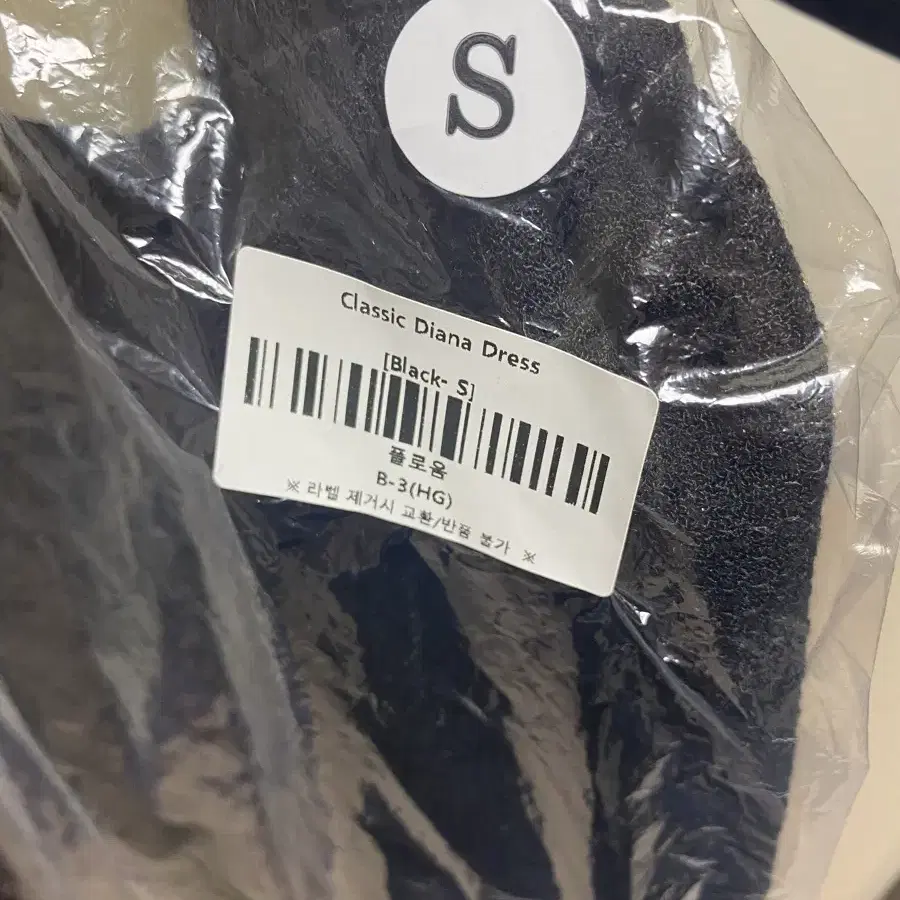 S
Classic Diana Dress
[Black- S]
플로움
B-3(HG)
※ 라벨 제거시 교환/반품 불가 ※